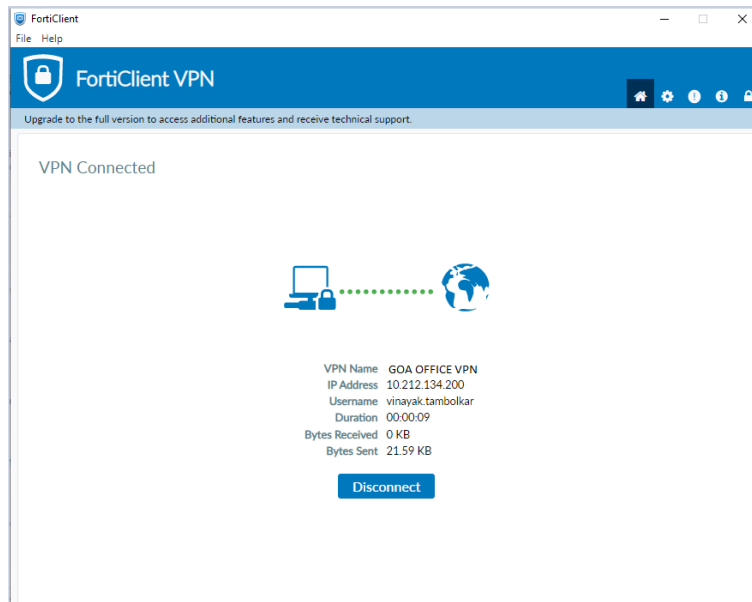 FortiClient
File Help
FortiClient VPN
Upgrade to the full version to access additional features and receive technical support.
VPN Connected
VPN Name GOA OFFICE VPN
IP Address 10.212.134.200
Username vinayak.tambolkar
Duration 00:00:09
Bytes Received 0 KB
Bytes Sent 21.59 KB
Disconnect